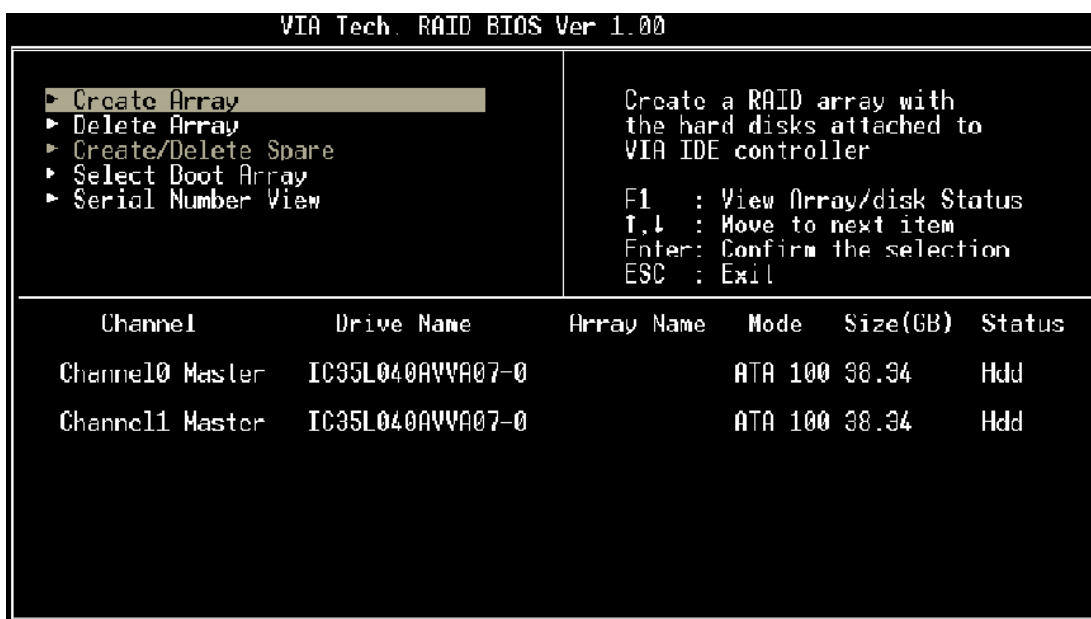 VIA Tech. RAID BIOS Ver 1.00
► Create Array
► Delete Array
► Create/Delete Spare
► Select Boot Array
► Serial Number View
Create a RAID array with
the hard disks attached to
VIA IDE controller
F1 : View Array/disk Status
↑,↓ : Move to next item
Enter: Confirm the selection
ESC : Exit
Channel Drive Name Array Name Mode Size(GB) Status
Channel0 Master IC35L040AVVA07-0 ATA 100 38.34 Hdd
Channel1 Master IC35L040AVVA07-0 ATA 100 38.34 Hdd